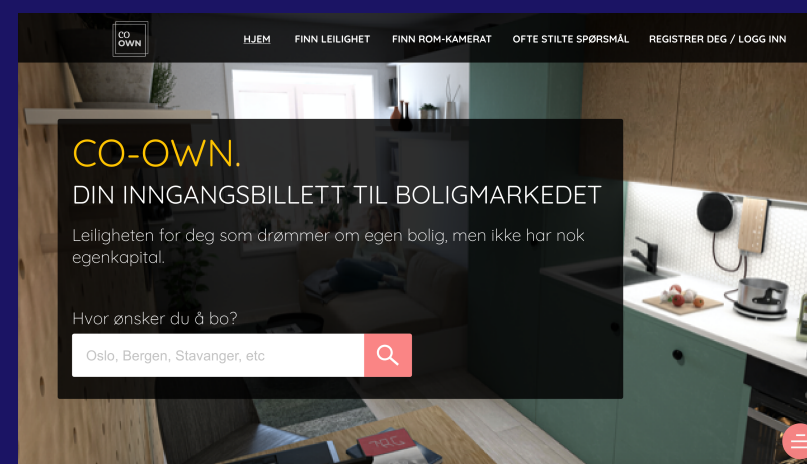 CO
OWN
HJEM
FINN LEILIGHET
FINN ROM-KAMERAT
OFTE STILTE SPØRSMÅL
REGISTRER DEG / LOGG INN
CO-OWN.
DIN INNGANGSBILLETT TIL BOLIGMARKEDET
Leiligheten for deg som drømmer om egen bolig, men ikke har nok
egenkapital.
Hvor ønsker du å bo?
Oslo, Bergen, Stavanger, etc